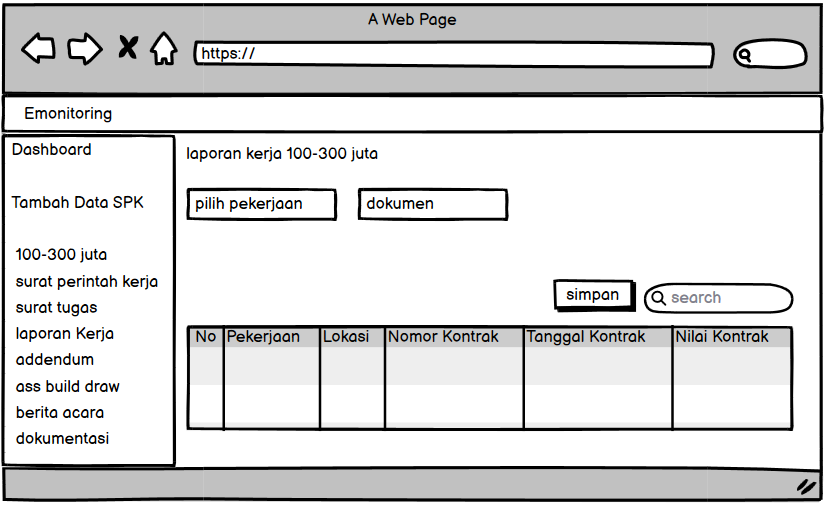 A Web Page
https://
Emonitoring
Dashboard
Tambah Data SPK
100-300 juta
surat perintah kerja
surat tugas
laporan Kerja
addendum
ass build draw
berita acara
dokumentasi
laporan kerja 100-300 juta
pilih pekerjaan dokumen
simpan search
No Pekerjaan Lokasi Nomor Kontrak Tanggal Kontrak Nilai Kontrak